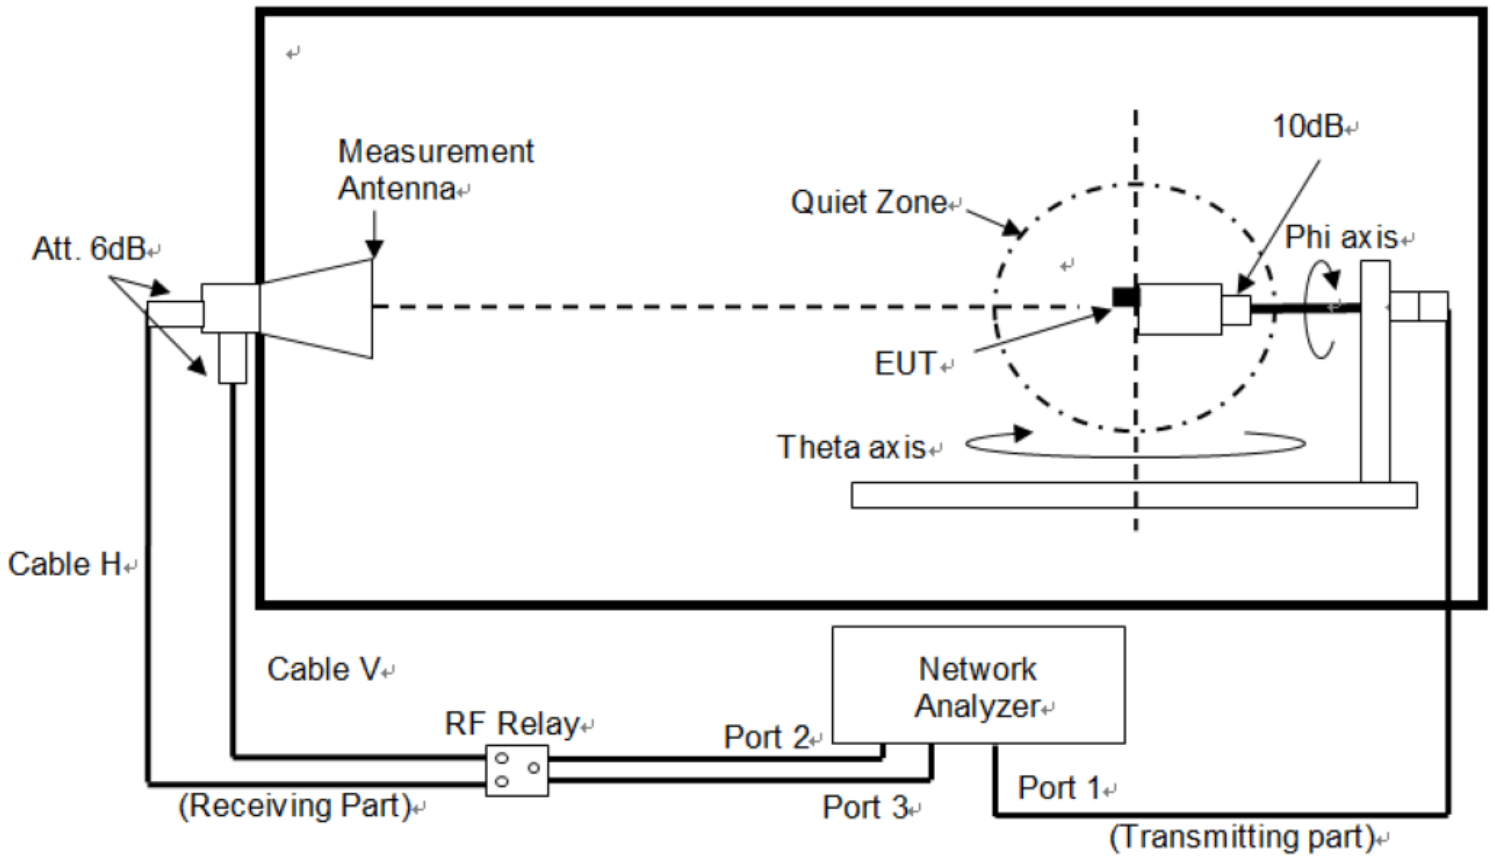 Measurement
Antenna↵
10dB↵
Quiet Zone↵
Att. 6dB↵
Phi axis↵
EUT↵
Theta axis↵
Cable H↵
Cable V↵
Network
Analyzer↵
RF Relay↵
Port 2↵
Port 3↵
Port 1↵
(Receiving Part)↵
(Transmitting part)↵